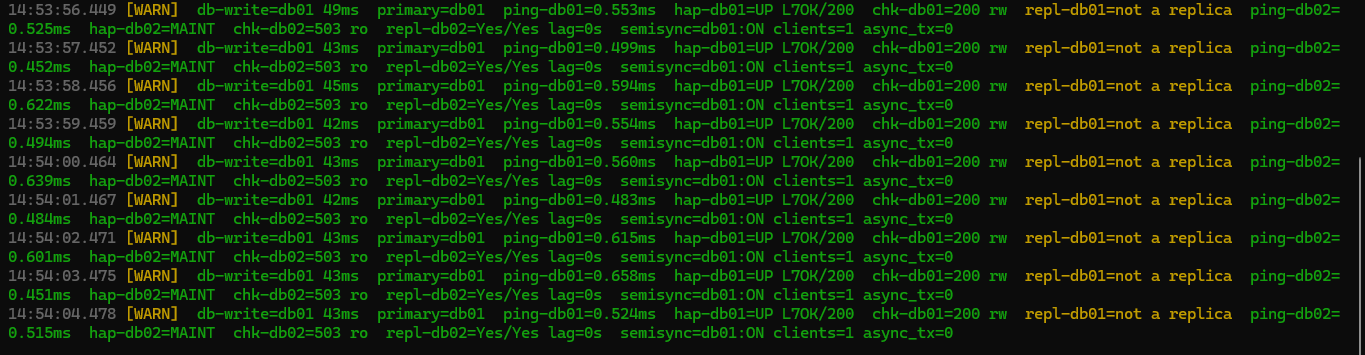 14:53:56.449 [WARN]  db-write=db01 49ms  primary=db01  ping-db01=0.553ms  hap-db01=UP L7OK/200  chk-db01=200 rw  repl-db01=not a replica  ping-db02=
0.525ms  hap-db02=MAINT  chk-db02=503 ro  repl-db02=Yes/Yes lag=0s  semisync=db01:ON clients=1 async_tx=0
14:53:57.452 [WARN]  db-write=db01 43ms  primary=db01  ping-db01=0.499ms  hap-db01=UP L7OK/200  chk-db01=200 rw  repl-db01=not a replica  ping-db02=
0.452ms  hap-db02=MAINT  chk-db02=503 ro  repl-db02=Yes/Yes lag=0s  semisync=db01:ON clients=1 async_tx=0
14:53:58.456 [WARN]  db-write=db01 45ms  primary=db01  ping-db01=0.594ms  hap-db01=UP L7OK/200  chk-db01=200 rw  repl-db01=not a replica  ping-db02=
0.622ms  hap-db02=MAINT  chk-db02=503 ro  repl-db02=Yes/Yes lag=0s  semisync=db01:ON clients=1 async_tx=0
14:53:59.459 [WARN]  db-write=db01 42ms  primary=db01  ping-db01=0.554ms  hap-db01=UP L7OK/200  chk-db01=200 rw  repl-db01=not a replica  ping-db02=
0.494ms  hap-db02=MAINT  chk-db02=503 ro  repl-db02=Yes/Yes lag=0s  semisync=db01:ON clients=1 async_tx=0
14:54:00.464 [WARN]  db-write=db01 43ms  primary=db01  ping-db01=0.560ms  hap-db01=UP L7OK/200  chk-db01=200 rw  repl-db01=not a replica  ping-db02=
0.639ms  hap-db02=MAINT  chk-db02=503 ro  repl-db02=Yes/Yes lag=0s  semisync=db01:ON clients=1 async_tx=0
14:54:01.467 [WARN]  db-write=db01 42ms  primary=db01  ping-db01=0.483ms  hap-db01=UP L7OK/200  chk-db01=200 rw  repl-db01=not a replica  ping-db02=
0.484ms  hap-db02=MAINT  chk-db02=503 ro  repl-db02=Yes/Yes lag=0s  semisync=db01:ON clients=1 async_tx=0
14:54:02.471 [WARN]  db-write=db01 43ms  primary=db01  ping-db01=0.615ms  hap-db01=UP L7OK/200  chk-db01=200 rw  repl-db01=not a replica  ping-db02=
0.601ms  hap-db02=MAINT  chk-db02=503 ro  repl-db02=Yes/Yes lag=0s  semisync=db01:ON clients=1 async_tx=0
14:54:03.475 [WARN]  db-write=db01 43ms  primary=db01  ping-db01=0.658ms  hap-db01=UP L7OK/200  chk-db01=200 rw  repl-db01=not a replica  ping-db02=
0.451ms  hap-db02=MAINT  chk-db02=503 ro  repl-db02=Yes/Yes lag=0s  semisync=db01:ON clients=1 async_tx=0
14:54:04.478 [WARN]  db-write=db01 43ms  primary=db01  ping-db01=0.524ms  hap-db01=UP L7OK/200  chk-db01=200 rw  repl-db01=not a replica  ping-db02=
0.515ms  hap-db02=MAINT  chk-db02=503 ro  repl-db02=Yes/Yes lag=0s  semisync=db01:ON clients=1 async_tx=0